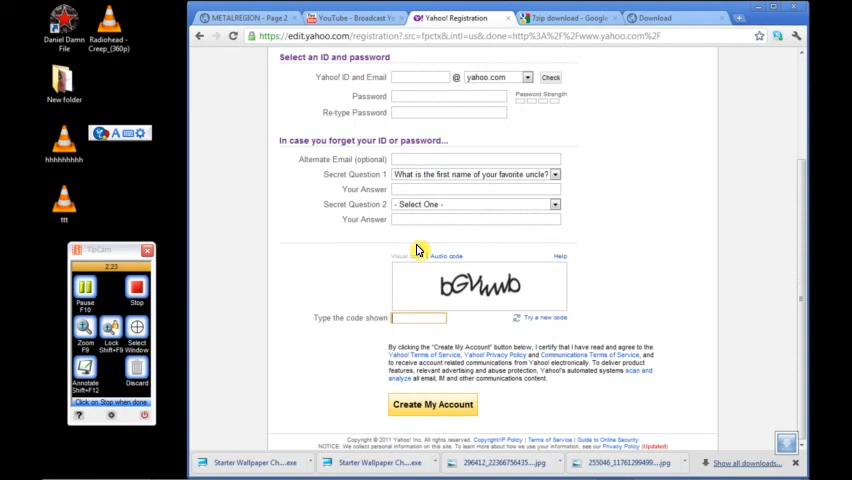 METALREGION - Page 2
YouTube - Broadcast Yo
Yahoo! Registration
7zip download - Google
Download
https://edit.yahoo.com/registration?.src=fpctx&.intl=us&.done=http%3A%2F%2Fwww.yahoo.com%2F
Daniel Damn File
Radiohead - Creep_(360p)
New folder
hhhhhhhhh
ttt
TipCam
2:23
Pause F10
Stop
Zoom F9
Lock Shift+F9
Select Window
Annotate Shift+F12
Discard
Click on Stop when done
Select an ID and password
Yahoo! ID and Email @ yahoo.com Check
Password
Password Strength
Re-type Password
In case you forget your ID or password...
Alternate Email (optional)
Secret Question 1 What is the first name of your favorite uncle?
Your Answer
Secret Question 2 - Select One -
Your Answer
Audio code
Help
Type the code shown
Try a new code
By clicking the "Create My Account" button below, I certify that I have read and agree to the
Yahoo! Terms of Service, Yahoo! Privacy Policy and Communications Terms of Service, and
to receive account related communications from Yahoo! electronically. To deliver product
features, relevant advertising and abuse protection, Yahoo!'s automated systems scan and
analyze all email, IM and other communications content.
Create My Account
Copyright © 2011 Yahoo! Inc. All rights reserved. Copyright/IP Policy | Terms of Service | Guide to Online Security
NOTICE: We collect personal information on this site. To learn more about how we use your information, see our Privacy Policy (Updated)
Starter Wallpaper Ch....exe
Starter Wallpaper Ch....exe
296412_22366756435....jpg
255046_11761299499....jpg
Show all downloads...